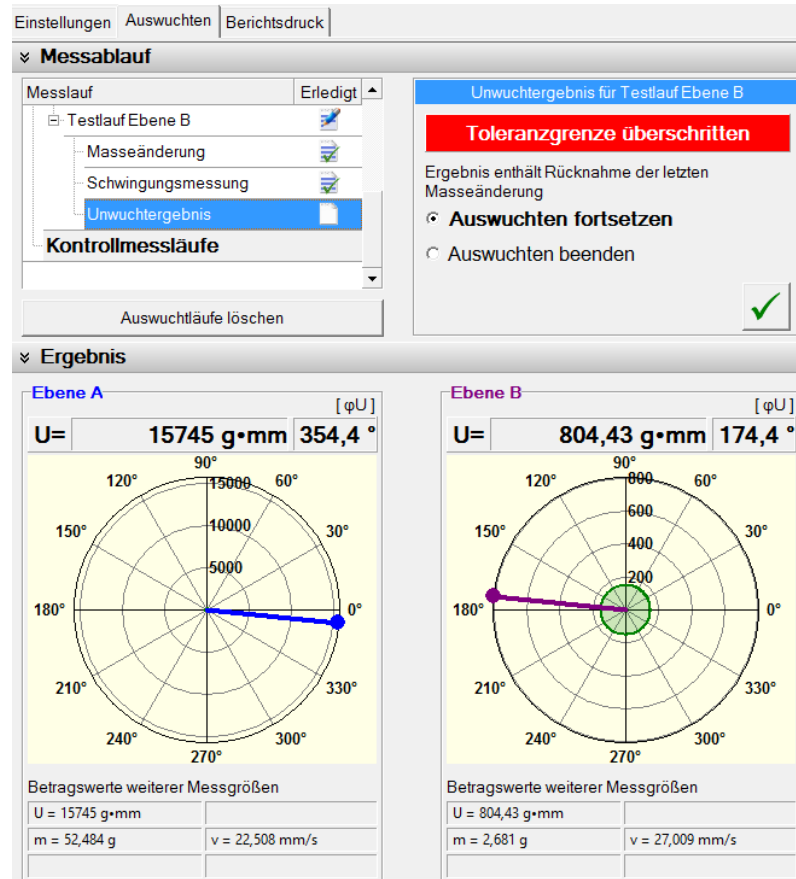 Einstellungen Auswuchten Berichtsdruck
Messablauf
Messlauf Erledigt
Testlauf Ebene B
Masseänderung
Schwingungsmessung
Unwuchtergebnis
Kontrollmessläufe
Auswuchtläufe löschen
Unwuchtergebnis für Testlauf Ebene B
Toleranzgrenze überschritten
Ergebnis enthält Rücknahme der letzten
Masseänderung
Auswuchten fortsetzen
Auswuchten beenden
Ergebnis
Ebene A
[ φU ]
U= 15745 g•mm 354,4 °
90°
120° 15000 60°
150° 10000 30°
5000
180° 0°
210° 330°
240° 300°
270°
Betragswerte weiterer Messgrößen
U = 15745 g•mm
m = 52,484 g v = 22,508 mm/s
Ebene B
[ φU ]
U= 804,43 g•mm 174,4 °
90°
120° 800 60°
600
150° 400 30°
200
180° 0°
210° 330°
240° 300°
270°
Betragswerte weiterer Messgrößen
U = 804,43 g•mm
m = 2,681 g v = 27,009 mm/s